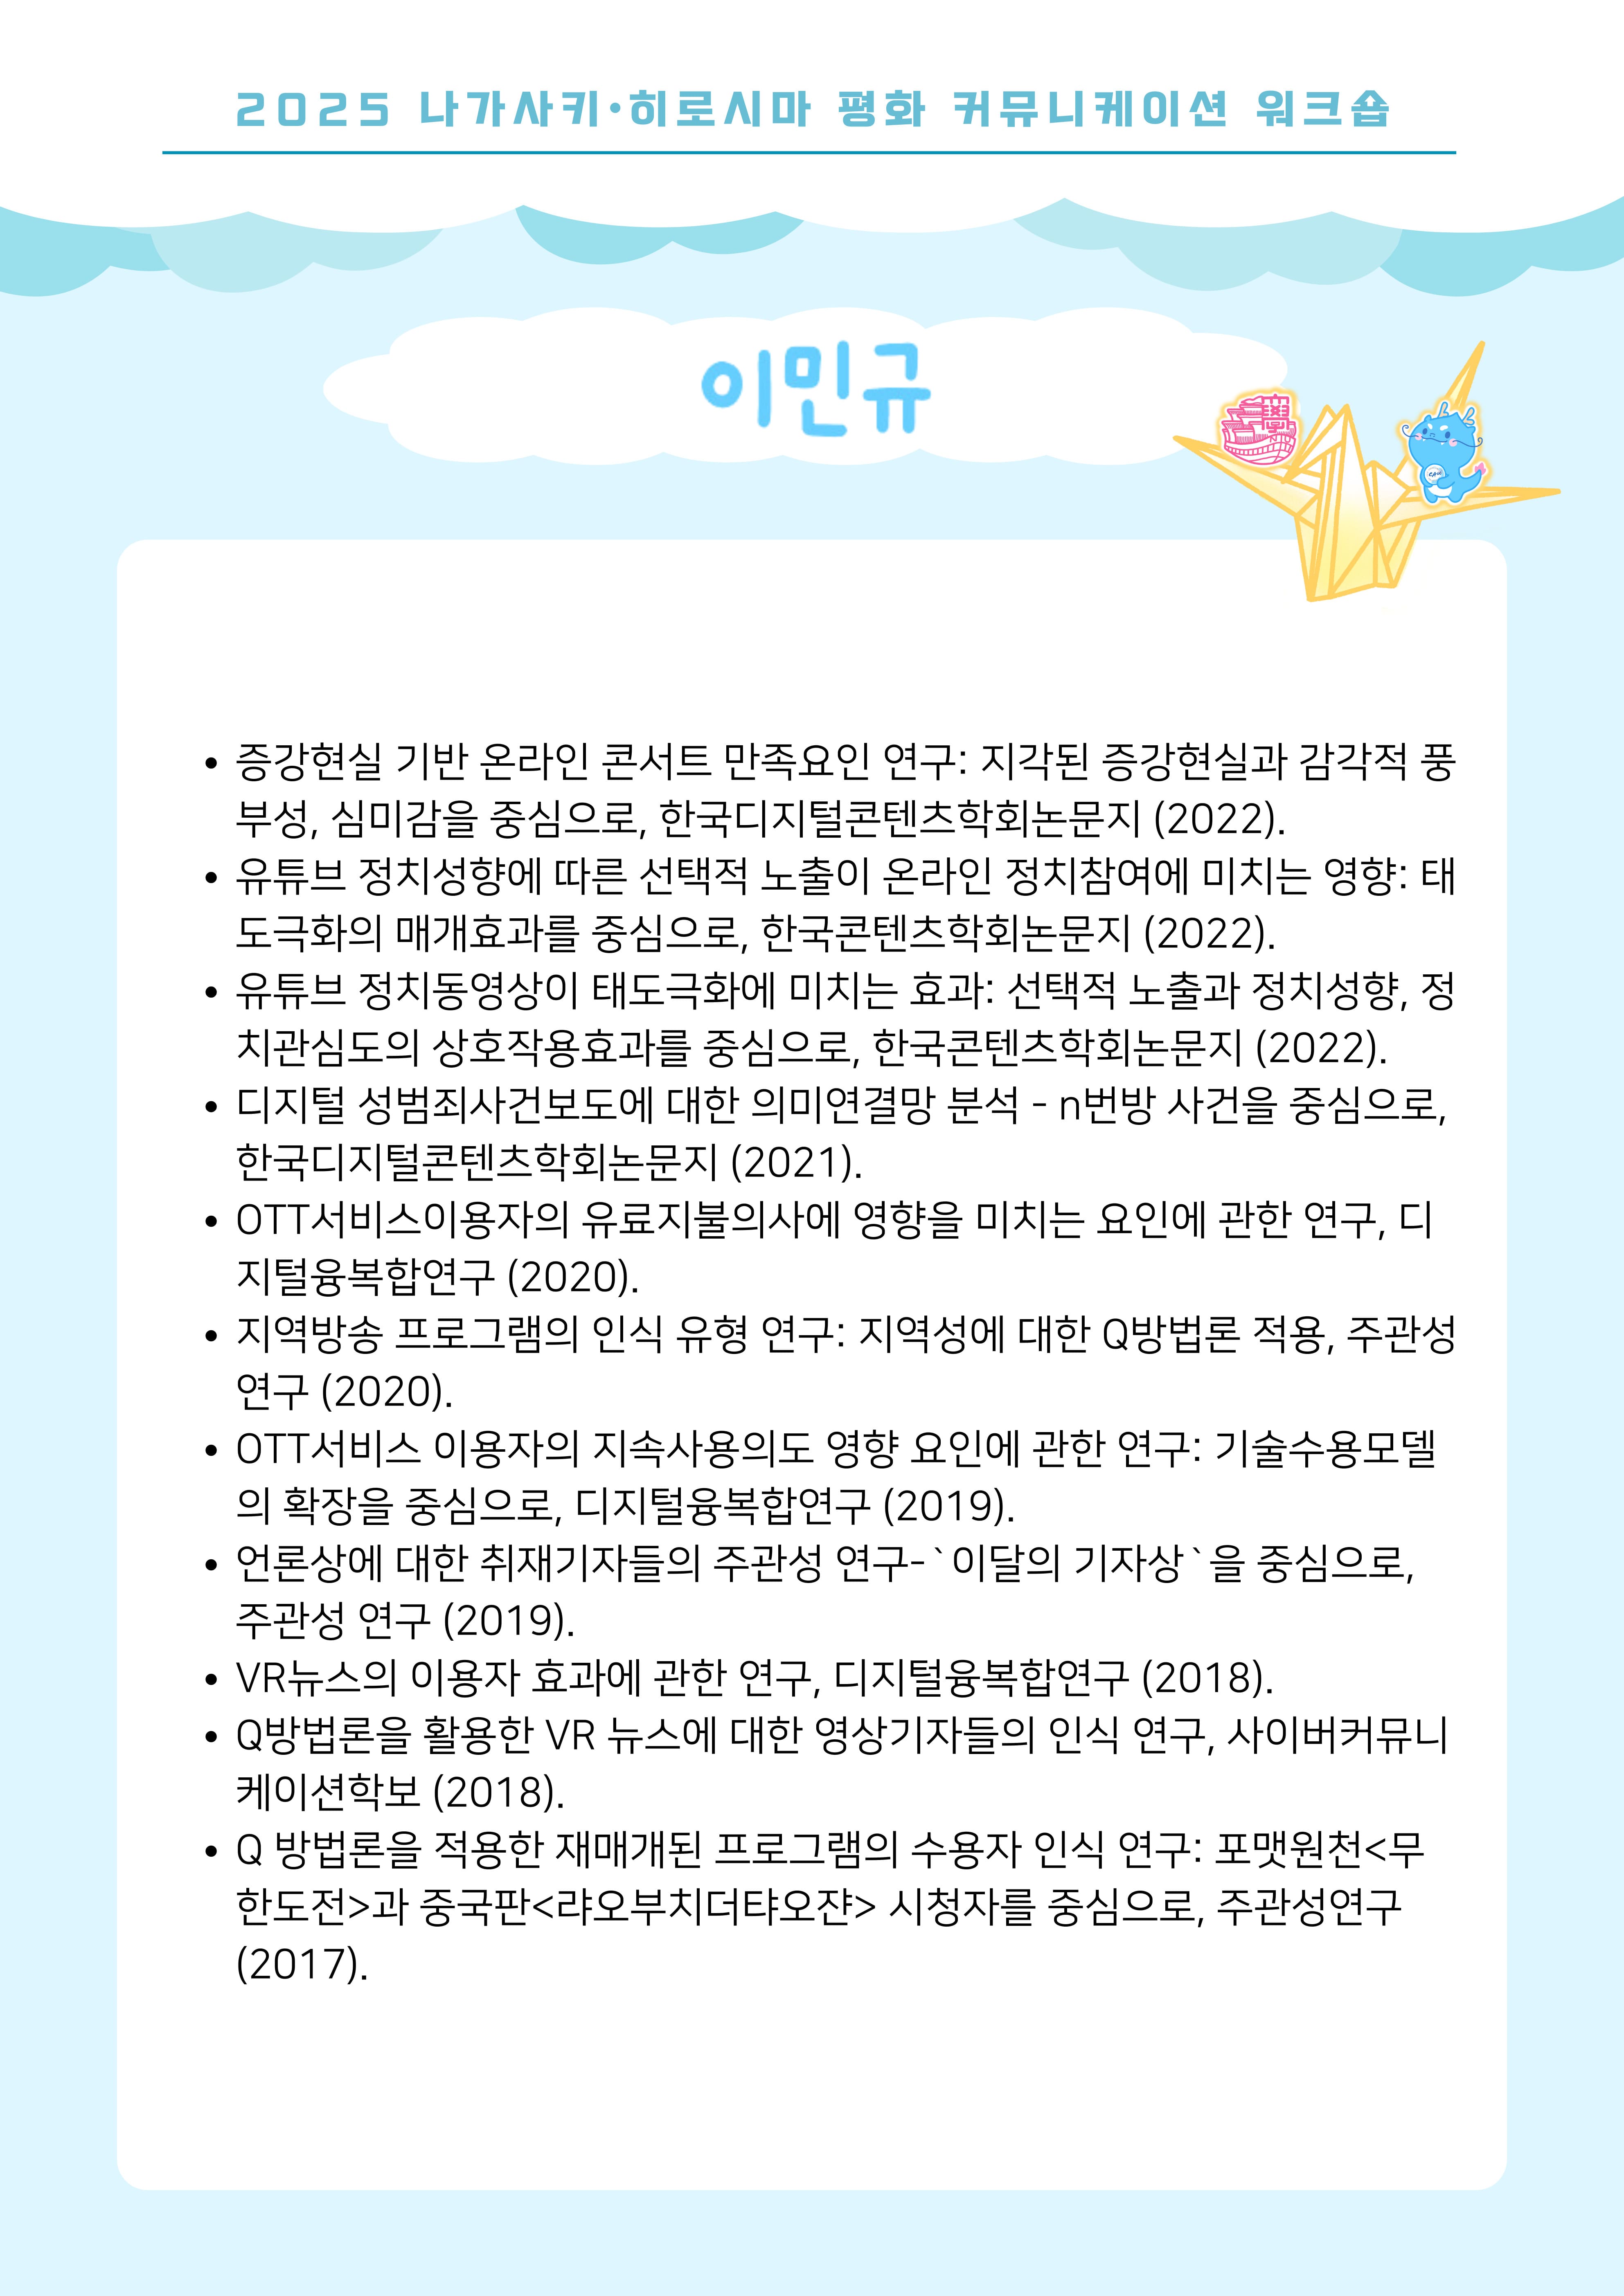 2025 나가사키·히로시마 평화 커뮤니케이션 워크숍
이민규
• 증강현실 기반 온라인 콘서트 만족요인 연구: 지각된 증강현실과 감각적 풍
부성, 심미감을 중심으로, 한국디지털콘텐츠학회논문지 (2022).
• 유튜브 정치성향에 따른 선택적 노출이 온라인 정치참여에 미치는 영향: 태
도극화의 매개효과를 중심으로, 한국콘텐츠학회논문지 (2022).
• 유튜브 정치동영상이 태도극화에 미치는 효과: 선택적 노출과 정치성향, 정
치관심도의 상호작용효과를 중심으로, 한국콘텐츠학회논문지 (2022).
• 디지털 성범죄사건보도에 대한 의미연결망 분석 - n번방 사건을 중심으로,
한국디지털콘텐츠학회논문지 (2021).
• OTT서비스이용자의 유료지불의사에 영향을 미치는 요인에 관한 연구, 디
지털융복합연구 (2020).
• 지역방송 프로그램의 인식 유형 연구: 지역성에 대한 Q방법론 적용, 주관성
연구 (2020).
• OTT서비스 이용자의 지속사용의도 영향 요인에 관한 연구: 기술수용모델
의 확장을 중심으로, 디지털융복합연구 (2019).
• 언론상에 대한 취재기자들의 주관성 연구-`이달의 기자상`을 중심으로,
주관성 연구 (2019).
• VR뉴스의 이용자 효과에 관한 연구, 디지털융복합연구 (2018).
• Q방법론을 활용한 VR 뉴스에 대한 영상기자들의 인식 연구, 사이버커뮤니
케이션학보 (2018).
• Q 방법론을 적용한 재매개된 프로그램의 수용자 인식 연구: 포맷원천<무
한도전>과 중국판<랴오부치더탸오쟌> 시청자를 중심으로, 주관성연구
(2017).